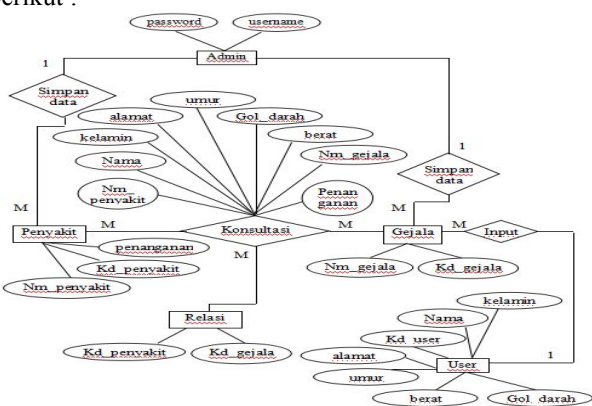 berikut :
password
username
Admin
1
Simpan
data
umur
alamat
Gol_darah
kelamin
berat
Nama
Nm_gejala
1
Simpan
data
Nm_
penyakit
Penan
ganan
M
M
Penyakit
M
Konsultasi
M
Gejala
M
Input
penanganan
M
Kd_penyakit
Nm_gejala
Kd_gejala
Nm_penyakit
kelamin
Relasi
Nama
Kd_user
Kd_penyakit
Kd_gejala
alamat
1
User
umur
berat
Gol_darah